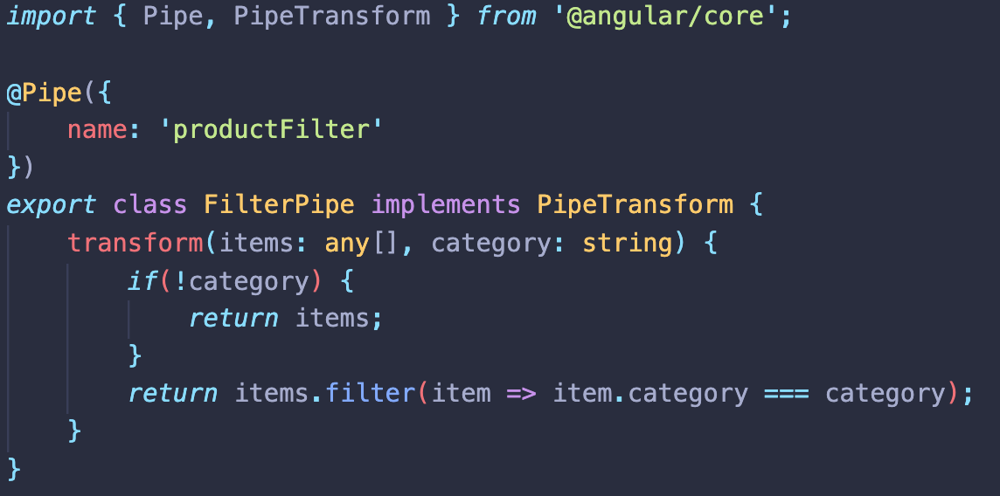 import { Pipe, PipeTransform } from '@angular/core';
@Pipe({
    name: 'productFilter'
})
export class FilterPipe implements PipeTransform {
    transform(items: any[], category: string) {
        if(!category) {
            return items;
        }
        return items.filter(item => item.category === category);
    }
}